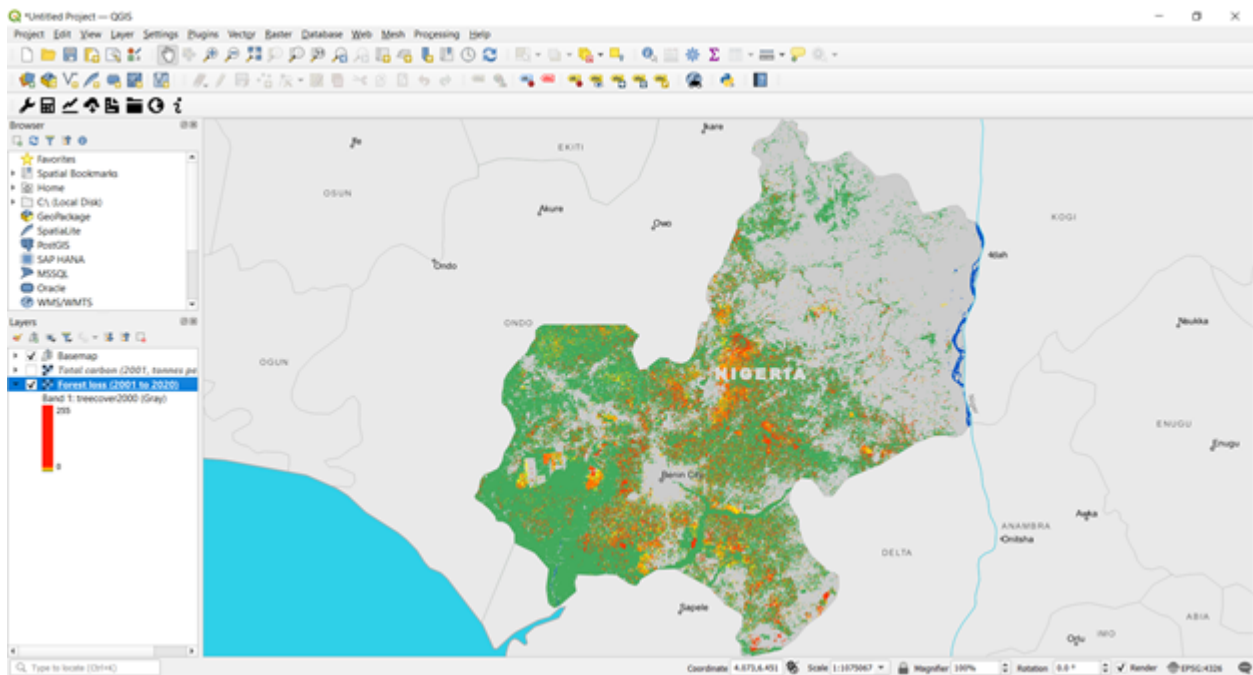 *Untitled Project — QGIS
Project Edit View Layer Settings Plugins Vector Raster Database Web Mesh Processing Help
Browser
Favorites
Spatial Bookmarks
Home
C:\ (Local Disk)
GeoPackage
SpatiaLite
PostGIS
SAP HANA
MSSQL
Oracle
WMS/WMTS
Layers
Basemap
Total carbon (2001, tonnes pe
Forest loss (2001 to 2020)
Band 1: treecover2000 (Gray)
255
0
Ikare
Ife
EKITI
OSUN
Akure
Owo
KOGI
Idah
Ondo
Nsukka
ONDO
OGUN
NIGERIA
ENUGU
Enugu
Benin City
Awka
ANAMBRA
Onitsha
DELTA
Sapele
ABIA
Orlu
IMO
Type to locate (Ctrl+K)
Coordinate 4.073,6.451 Scale 1:1075067 Magnifier 100% Rotation 0.0 ° Render EPSG:4326